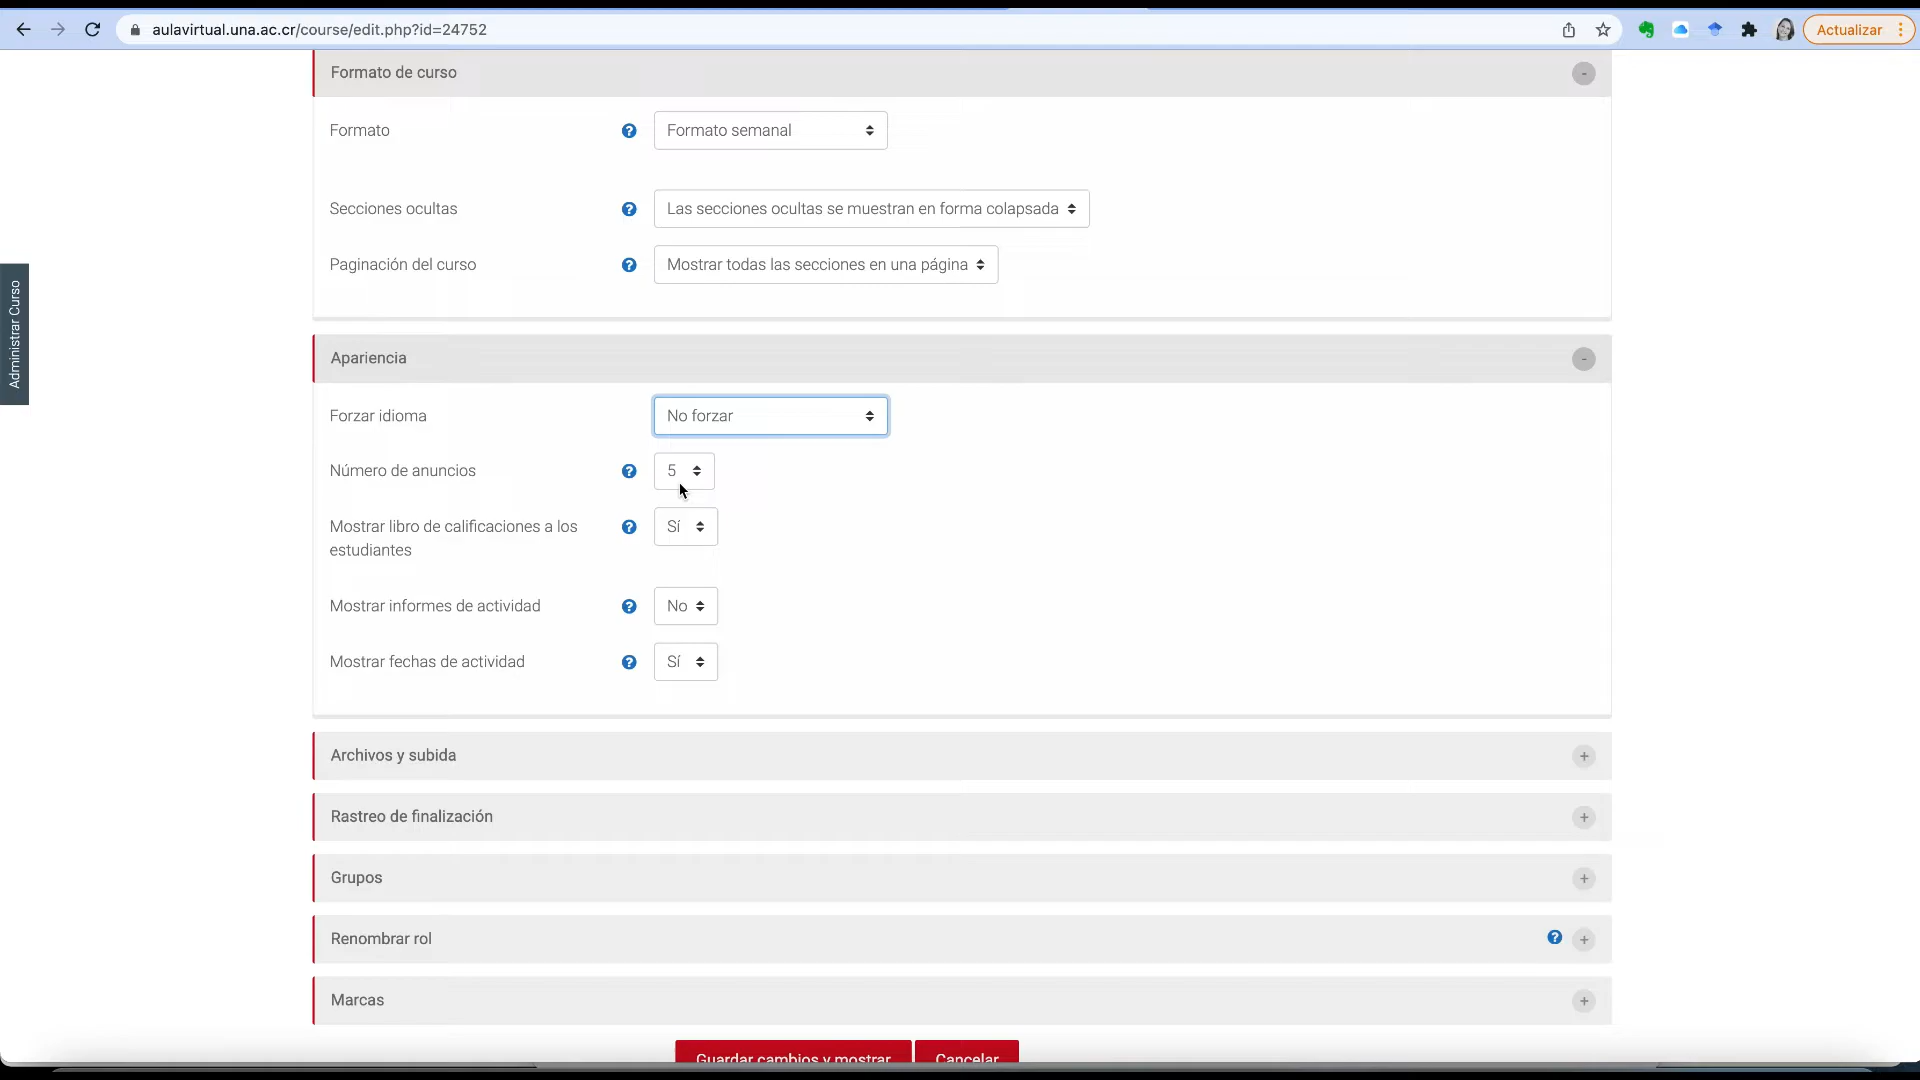 aulavirtual.una.ac.cr/course/edit.php?id=24752
Actualizar
Formato de curso
-
Formato
?
Formato semanal
Secciones ocultas
?
Las secciones ocultas se muestran en forma colapsada
Paginación del curso
?
Mostrar todas las secciones en una página
Administrar Curso
Apariencia
-
Forzar idioma
No forzar
Número de anuncios
?
5
Mostrar libro de calificaciones a los
estudiantes
?
Sí
Mostrar informes de actividad
?
No
Mostrar fechas de actividad
?
Sí
Archivos y subida
+
Rastreo de finalización
+
Grupos
+
Renombrar rol
?
+
Marcas
+
Guardar cambios y mostrar
Cancelar